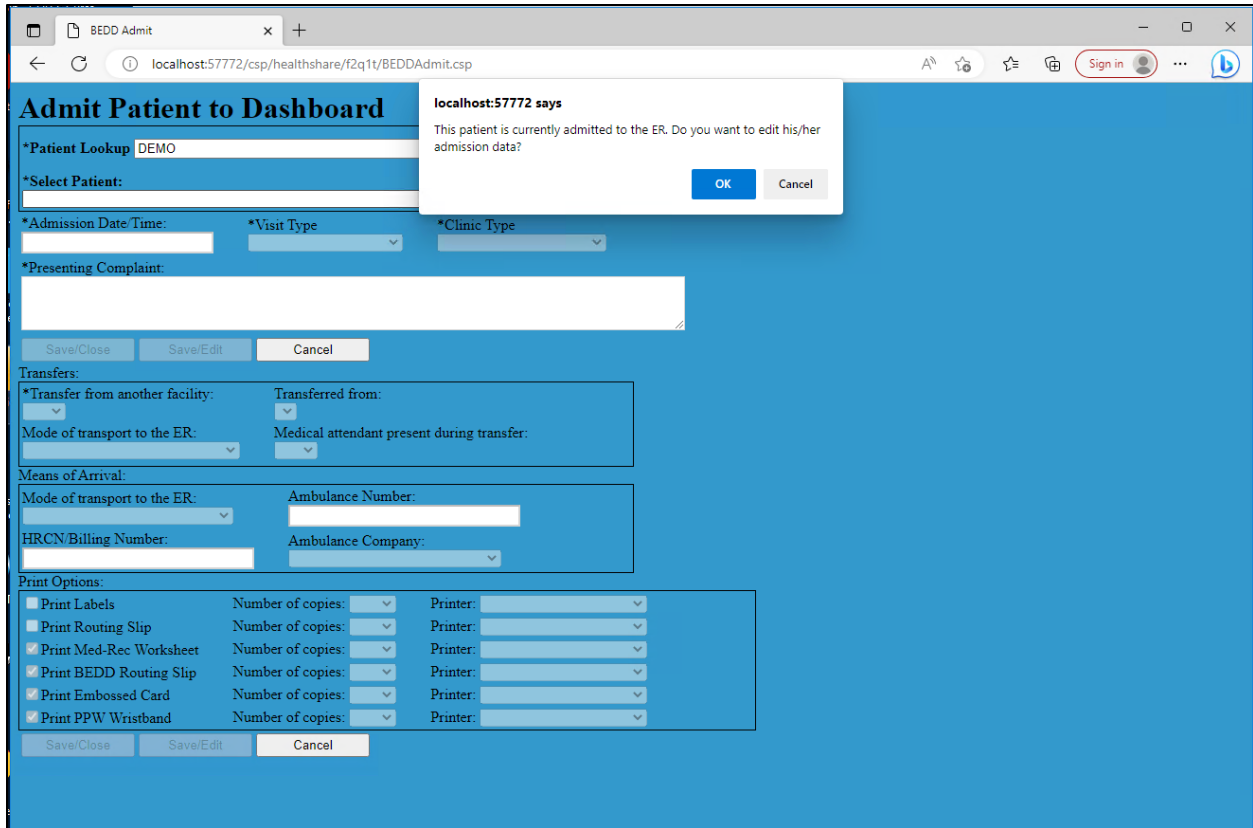 BEDD Admit
localhost:57772/csp/healthshare/f2q1t/BEDDAdmit.csp
Sign in
Admit Patient to Dashboard
localhost:57772 says
This patient is currently admitted to the ER. Do you want to edit his/her
admission data?
OK Cancel
*Patient Lookup DEMO
*Select Patient:
*Admission Date/Time: *Visit Type *Clinic Type
*Presenting Complaint:
Save/Close Save/Edit Cancel
Transfers:
*Transfer from another facility: Transferred from:
Mode of transport to the ER: Medical attendant present during transfer:
Means of Arrival:
Mode of transport to the ER: Ambulance Number:
HRCN/Billing Number: Ambulance Company:
Print Options:
Print Labels Number of copies: Printer:
Print Routing Slip Number of copies: Printer:
Print Med-Rec Worksheet Number of copies: Printer:
Print BEDD Routing Slip Number of copies: Printer:
Print Embossed Card Number of copies: Printer:
Print PPW Wristband Number of copies: Printer:
Save/Close Save/Edit Cancel